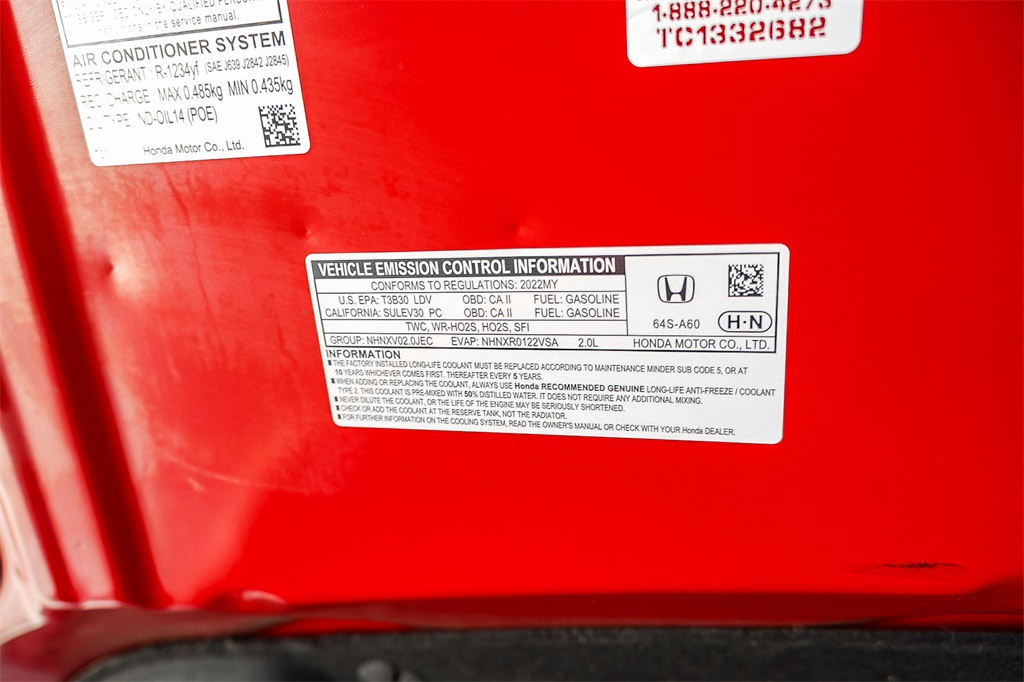 the service manual.
AIR CONDITIONER SYSTEM
REFRIGERANT R-1234yf (SAE J639 J2842 J2845)
CHARGE MAX 0.485kg MIN 0.435kg
TYPE ND-OIL14 (POE)
Honda Motor Co., Ltd.
1-888-220-4273
TC1332682
VEHICLE EMISSION CONTROL INFORMATION
CONFORMS TO REGULATIONS: 2022MY
U.S. EPA: T3B30 LDV OBD: CA II FUEL: GASOLINE
CALIFORNIA: SULEV30 PC OBD: CA II FUEL: GASOLINE
TWC, WR-HO2S, HO2S, SFI
GROUP: NHNXV02.0JEC EVAP: NHNXR0122VSA 2.0L
64S-A60 H·N
HONDA MOTOR CO., LTD.
INFORMATION
THE FACTORY INSTALLED LONG-LIFE COOLANT MUST BE REPLACED ACCORDING TO MAINTENANCE MINDER SUB CODE 5, OR AT
10 YEARS WHICHEVER COMES FIRST. THEREAFTER EVERY 5 YEARS.
WHEN ADDING OR REPLACING THE COOLANT, ALWAYS USE Honda RECOMMENDED GENUINE LONG-LIFE ANTI-FREEZE / COOLANT
TYPE 2. THIS COOLANT IS PRE-MIXED WITH 50% DISTILLED WATER. IT DOES NOT REQUIRE ANY ADDITIONAL MIXING.
NEVER DILUTE THE COOLANT, OR THE LIFE OF THE ENGINE MAY BE SERIOUSLY SHORTENED.
CHECK OR ADD THE COOLANT AT THE RESERVE TANK, NOT THE RADIATOR.
FOR FURTHER INFORMATION ON THE COOLING SYSTEM, READ THE OWNER'S MANUAL OR CHECK WITH YOUR Honda DEALER.